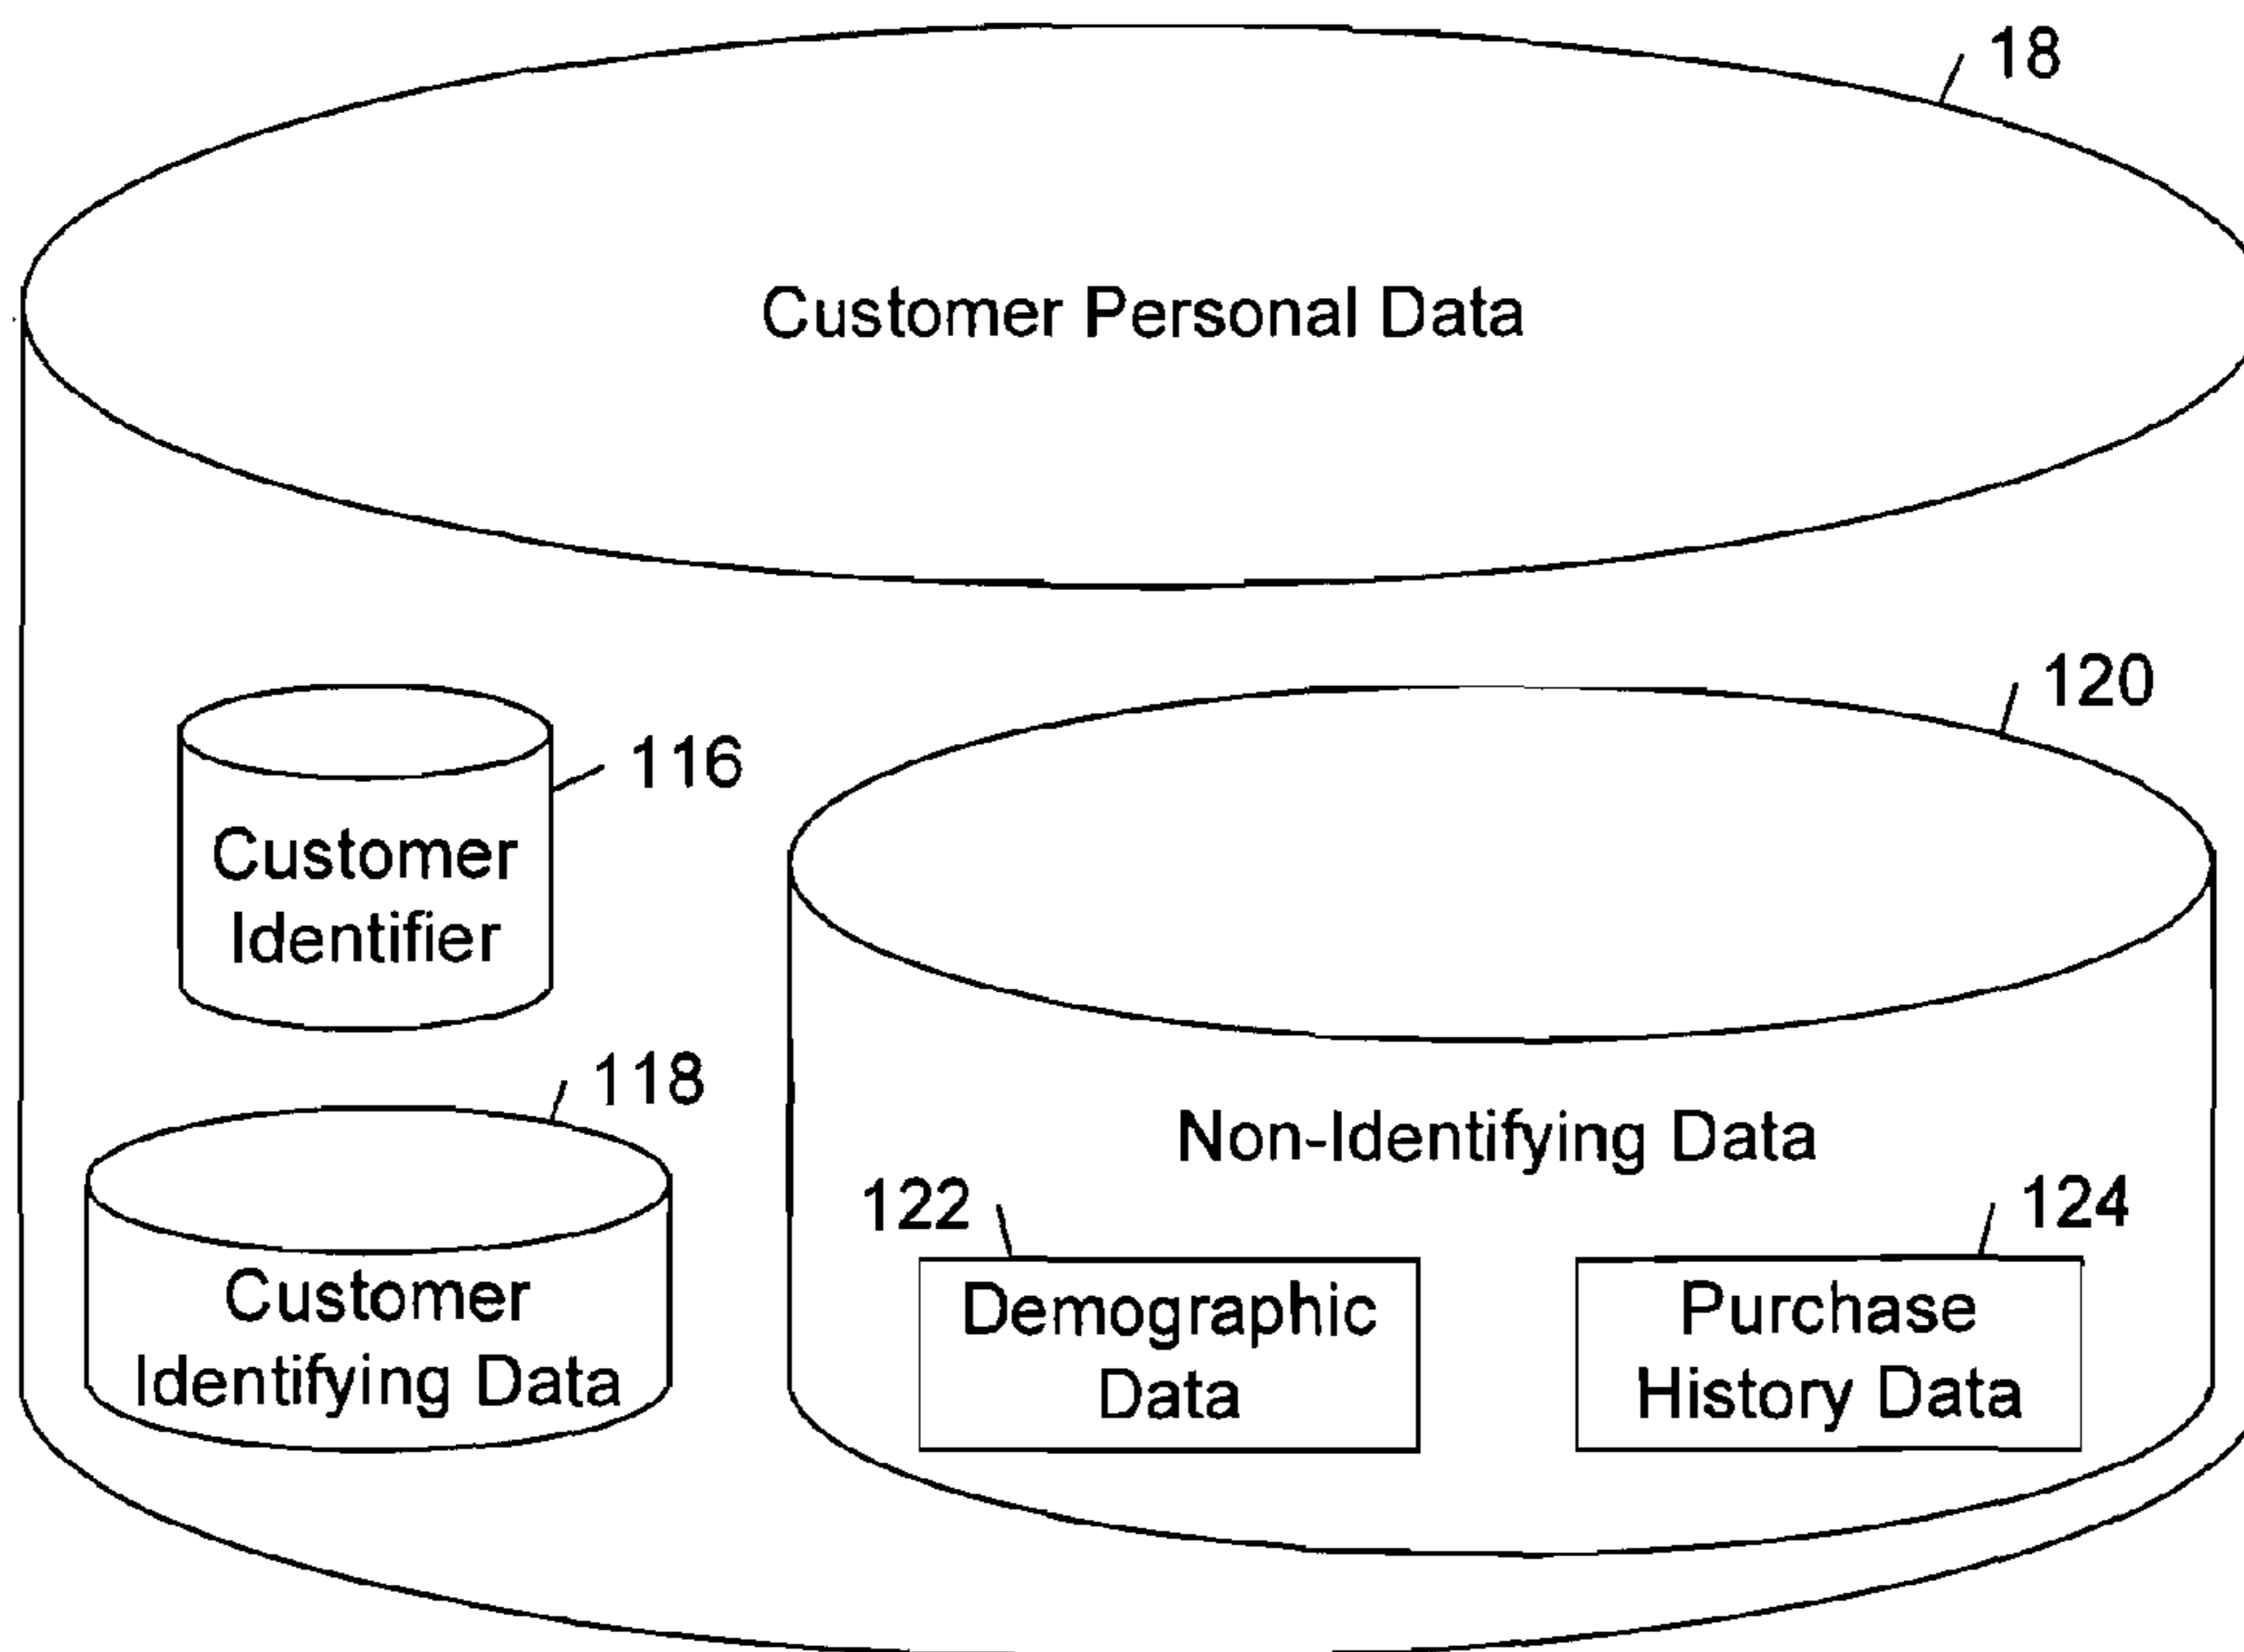 18
Customer Personal Data
120
116
Customer
Identifier
118
Non-Identifying Data
122
124
Customer
Identifying Data
Demographic
Data
Purchase
History Data